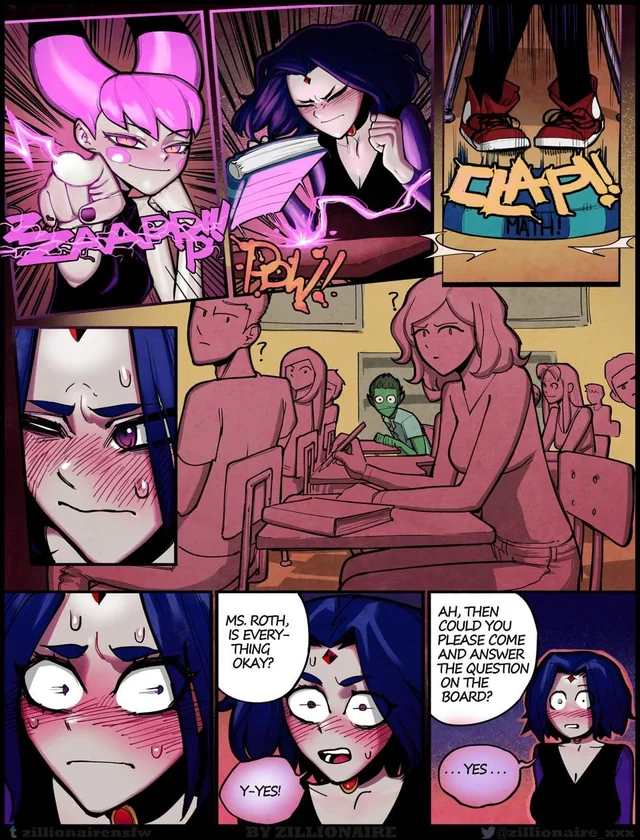 ZZZAAPPP!!!
CLAP!!
MATH!
POW!!
?
?
MS. ROTH,
IS EVERY-
THING
OKAY?
Y-YES!
AH, THEN
COULD YOU
PLEASE COME
AND ANSWER
THE QUESTION
ON THE
BOARD?
...YES...
t zillionairensfw
BY ZILLIONAIRE
@zillionaire_xxx